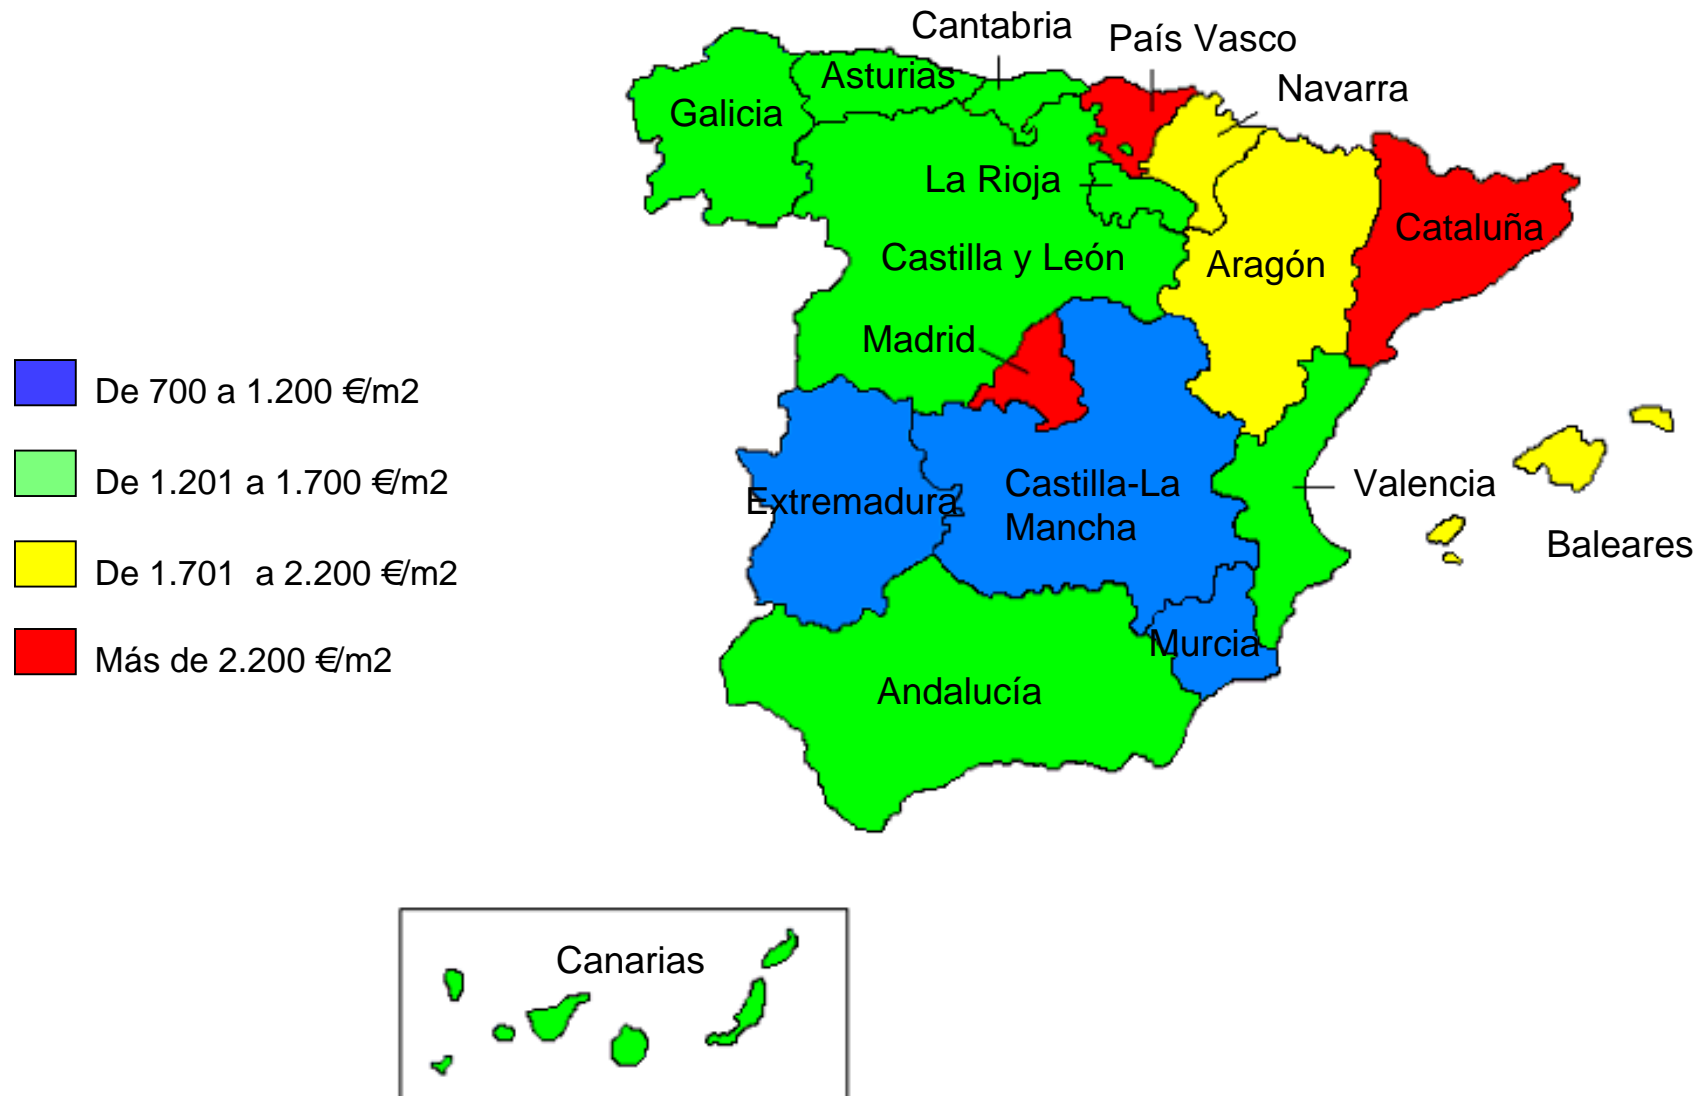 Cantabria
País Vasco
Asturias
Navarra
Galicia
La Rioja
Cataluña
Castilla y León
Aragón
Madrid
De 700 a 1.200 €/m2
De 1.201 a 1.700 €/m2
De 1.701  a 2.200 €/m2
Más de 2.200 €/m2
Extremadura
Castilla-La
Mancha
Valencia
Baleares
Murcia
Andalucía
Canarias